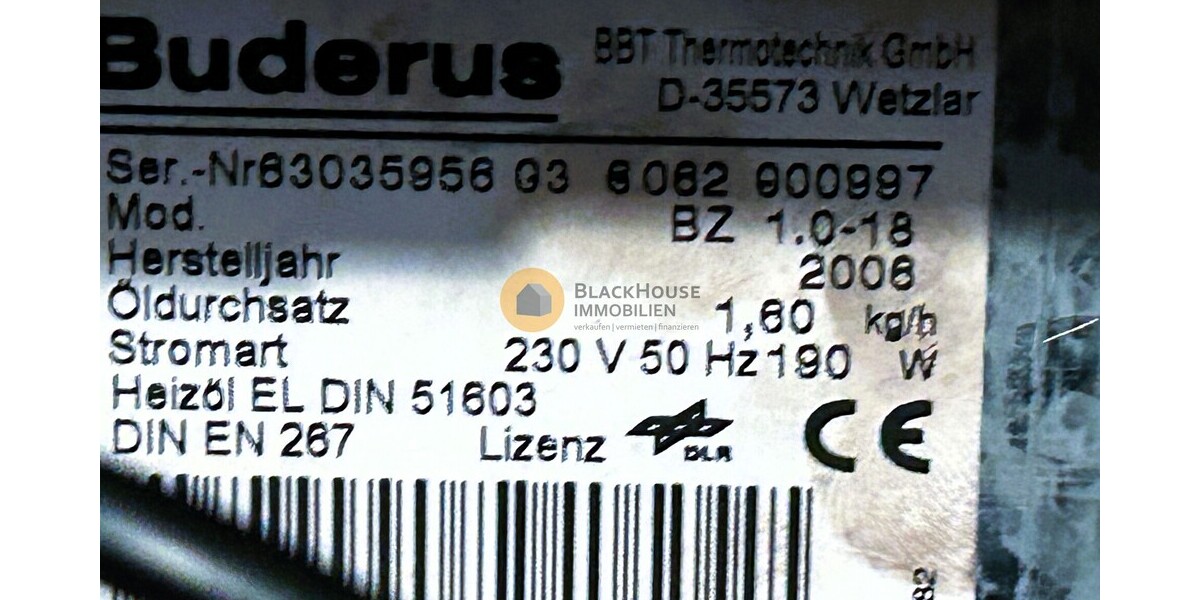 Buderus BBT Thermotechnik GmbH
D-35573 Wetzlar
Ser.-Nr63035956 03 6062 900997
Mod. BZ 1.0-18
Herstelljahr 2006
Öldurchsatz 1,60 kg/h
Stromart 230 V 50 Hz 190 W
Heizöl EL DIN 51603
DIN EN 267 Lizenz DLR CE
BLACKHOUSE
IMMOBILIEN
verkaufen | vermieten | finanzieren
82